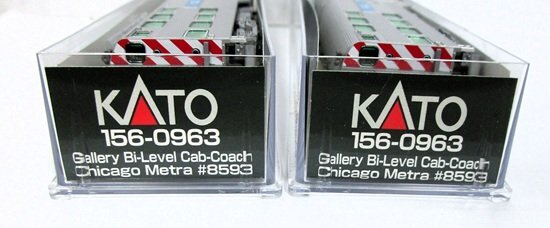 KATO
156-0963
Gallery Bi-Level Cab-Coach
Chicago Metra #8593
KATO
156-0963
Gallery Bi-Level Cab-Coach
Chicago Metra #8593